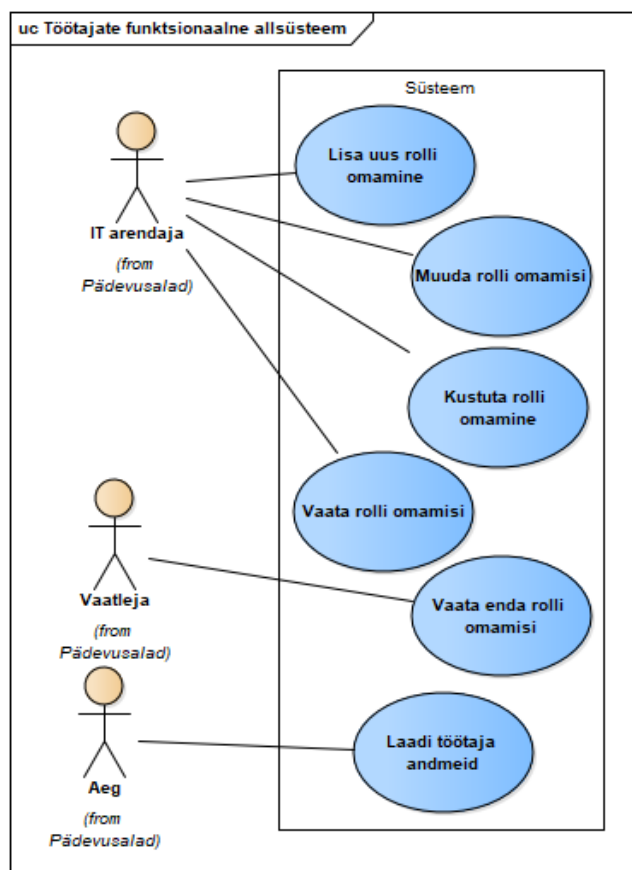 uc Töötajate funktsionaalne allsüsteem
Süsteem
Lisa uus rolli
omamine
IT arendaja
(from
Pädevusalad)
Muuda rolli omamisi
Kustuta rolli
omamine
Vaata rolli omamisi
Vaatleja
(from
Pädevusalad)
Vaata enda rolli
omamisi
Aeg
(from
Pädevusalad)
Laadi töötaja
andmeid